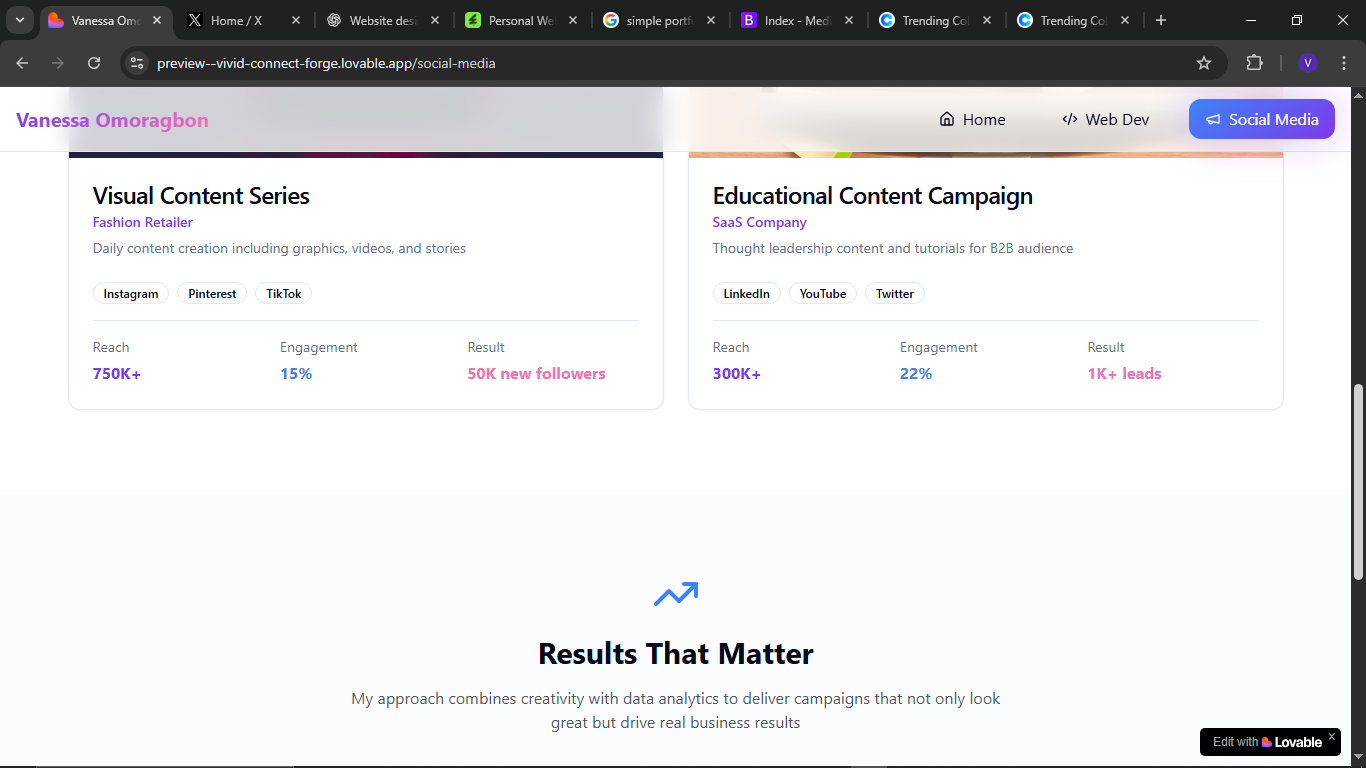 Vanessa Omo
Home / X
Website desi
Personal We
simple portf
Index - Medi
Trending Co
Trending Co
preview--vivid-connect-forge.lovable.app/social-media
V
Vanessa Omoragbon
Home
Web Dev
Social Media
Visual Content Series
Fashion Retailer
Daily content creation including graphics, videos, and stories
Instagram Pinterest TikTok
Reach Engagement Result
750K+ 15% 50K new followers
Educational Content Campaign
SaaS Company
Thought leadership content and tutorials for B2B audience
LinkedIn YouTube Twitter
Reach Engagement Result
300K+ 22% 1K+ leads
Results That Matter
My approach combines creativity with data analytics to deliver campaigns that not only look
great but drive real business results
Edit with Lovable